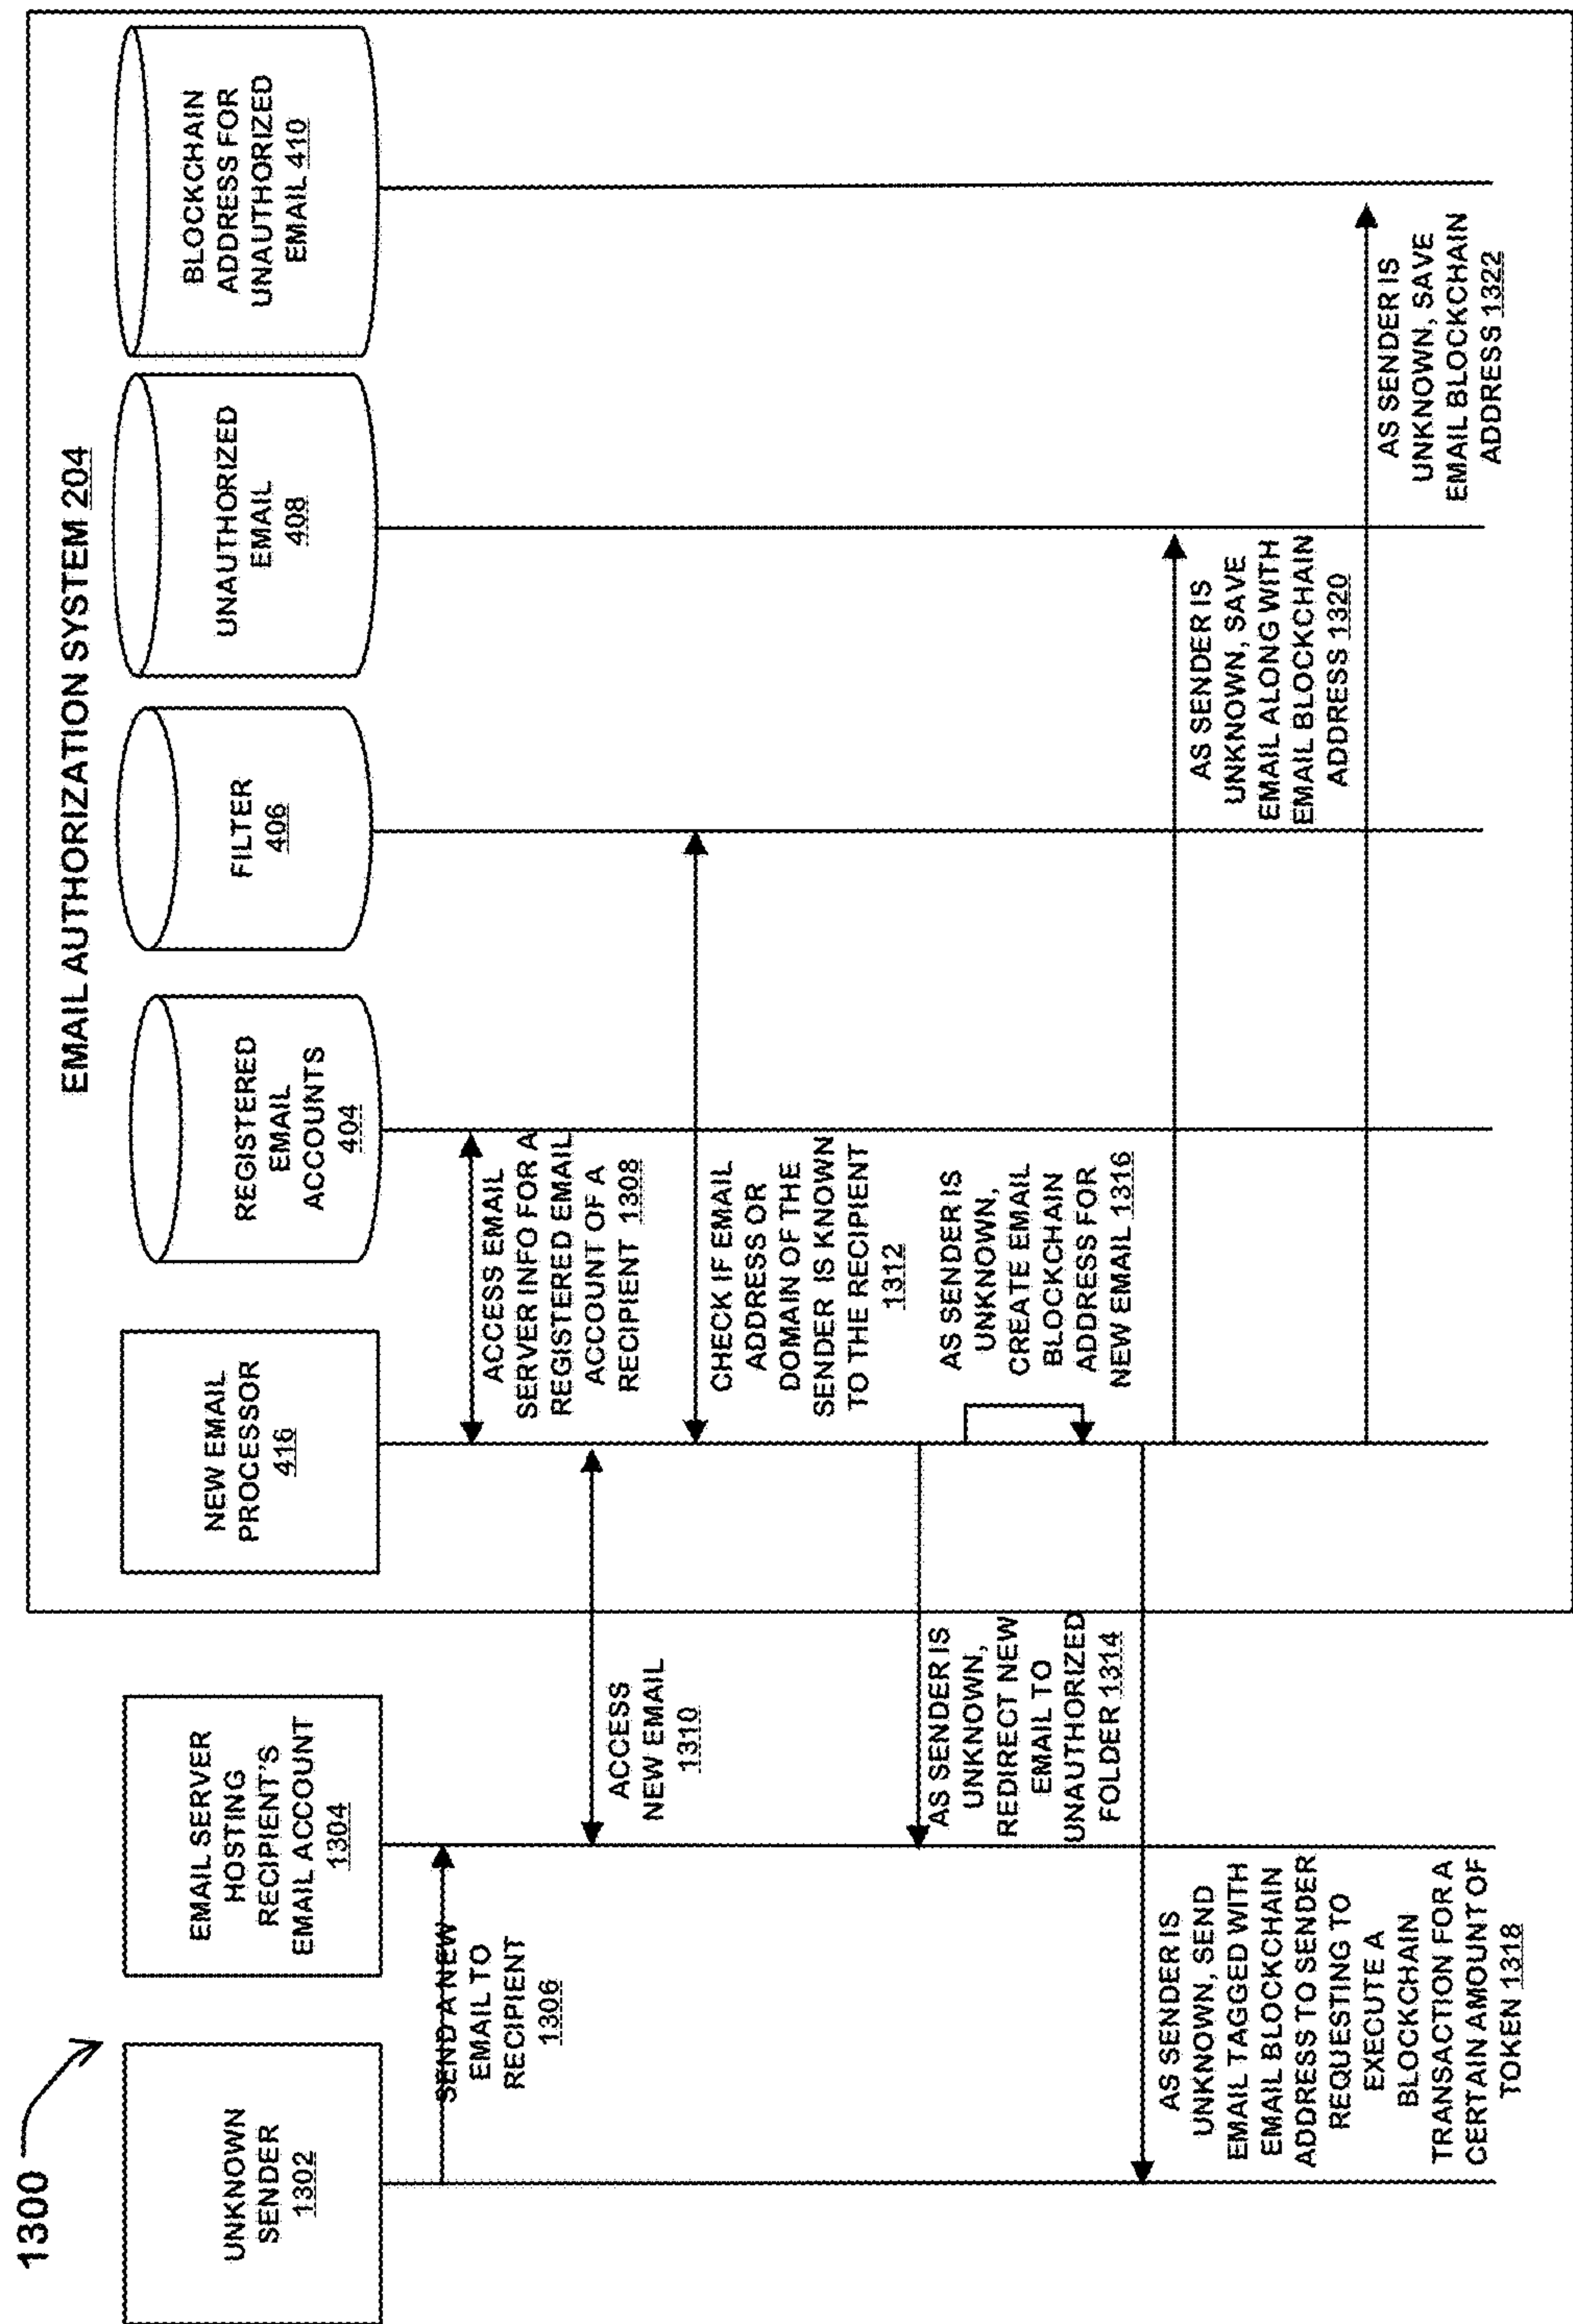 1300
EMAIL AUTHORIZATION SYSTEM 204
UNKNOWN
SENDER
1302
EMAIL SERVER
HOSTING
RECIPIENT'S
EMAIL ACCOUNT
1304
NEW EMAIL
PROCESSOR
416
REGISTERED
EMAIL
ACCOUNTS
404
FILTER
406
UNAUTHORIZED
EMAIL
408
BLOCKCHAIN
ADDRESS FOR
UNAUTHORIZED
EMAIL 410
SEND A NEW
EMAIL TO
RECIPIENT
1306
ACCESS EMAIL
SERVER INFO FOR A
REGISTERED EMAIL
ACCOUNT OF A
RECIPIENT 1308
ACCESS
NEW EMAIL
1310
CHECK IF EMAIL
ADDRESS OR
DOMAIN OF THE
SENDER IS KNOWN
TO THE RECIPIENT
1312
AS SENDER IS
UNKNOWN,
REDIRECT NEW
EMAIL TO
UNAUTHORIZED
FOLDER 1314
AS SENDER IS
UNKNOWN,
CREATE EMAIL
BLOCKCHAIN
ADDRESS FOR
NEW EMAIL 1316
AS SENDER IS
UNKNOWN, SEND
EMAIL TAGGED WITH
EMAIL BLOCKCHAIN
ADDRESS TO SENDER
REQUESTING TO
EXECUTE A
BLOCKCHAIN
TRANSACTION FOR A
CERTAIN AMOUNT OF
TOKEN 1318
AS SENDER IS
UNKNOWN, SAVE
EMAIL ALONG WITH
EMAIL BLOCKCHAIN
ADDRESS 1320
AS SENDER IS
UNKNOWN, SAVE
EMAIL BLOCKCHAIN
ADDRESS 1322